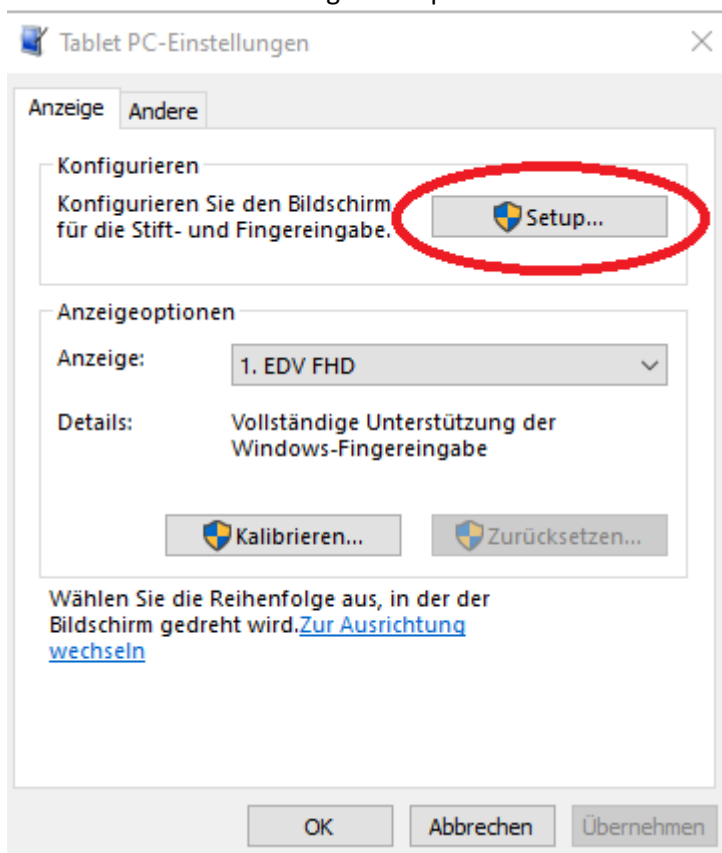 Tablet PC-Einstellungen
Anzeige Andere
Konfigurieren
Konfigurieren Sie den Bildschirm
für die Stift- und Fingereingabe.
Setup...
Anzeigeoptionen
Anzeige: 1. EDV FHD
Details: Vollständige Unterstützung der
Windows-Fingereingabe
Kalibrieren... Zurücksetzen...
Wählen Sie die Reihenfolge aus, in der der
Bildschirm gedreht wird.Zur Ausrichtung
wechseln
OK Abbrechen Übernehmen